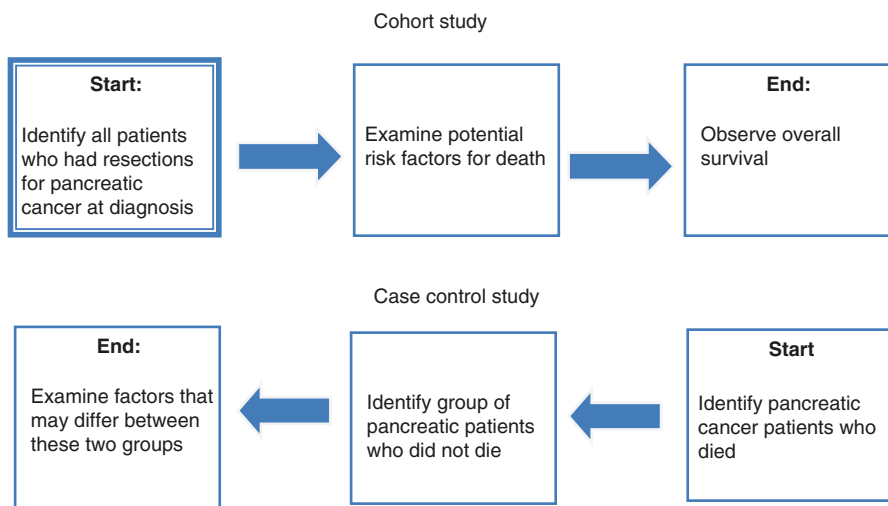 Cohort study
Start:
Identify all patients
who had resections
for pancreatic
cancer at diagnosis
Examine potential
risk factors for death
End:
Observe overall
survival
Case control study
End:
Examine factors that
may differ between
these two groups
Identify group of
pancreatic patients
who did not die
Start
Identify pancreatic
cancer patients who
died